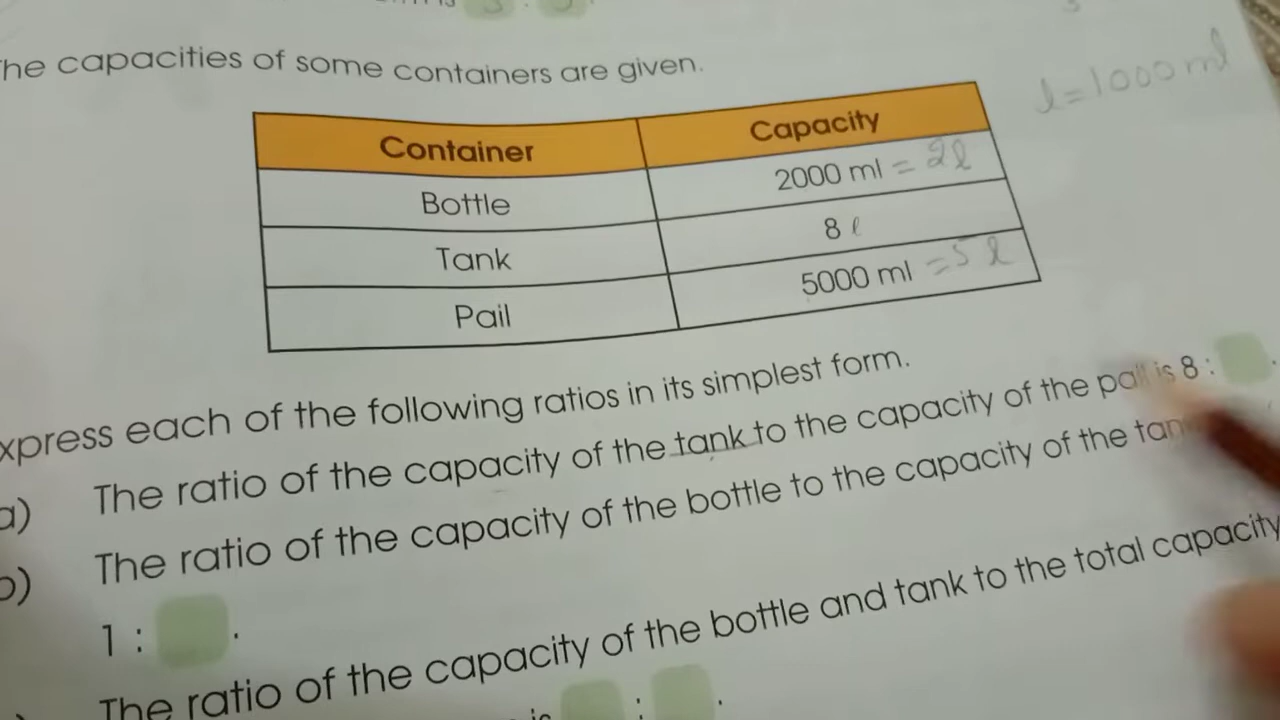 he capacities of some containers are given.
l = 1000 ml
Container Capacity
Bottle 2000 ml = 2l
Tank 8 l
Pail 5000 ml = 5 l
xpress each of the following ratios in its simplest form.
a) The ratio of the capacity of the tank to the capacity of the pail is 8 : .
b) The ratio of the capacity of the bottle to the capacity of the tan
1 : .
The ratio of the capacity of the bottle and tank to the total capacity
is : .